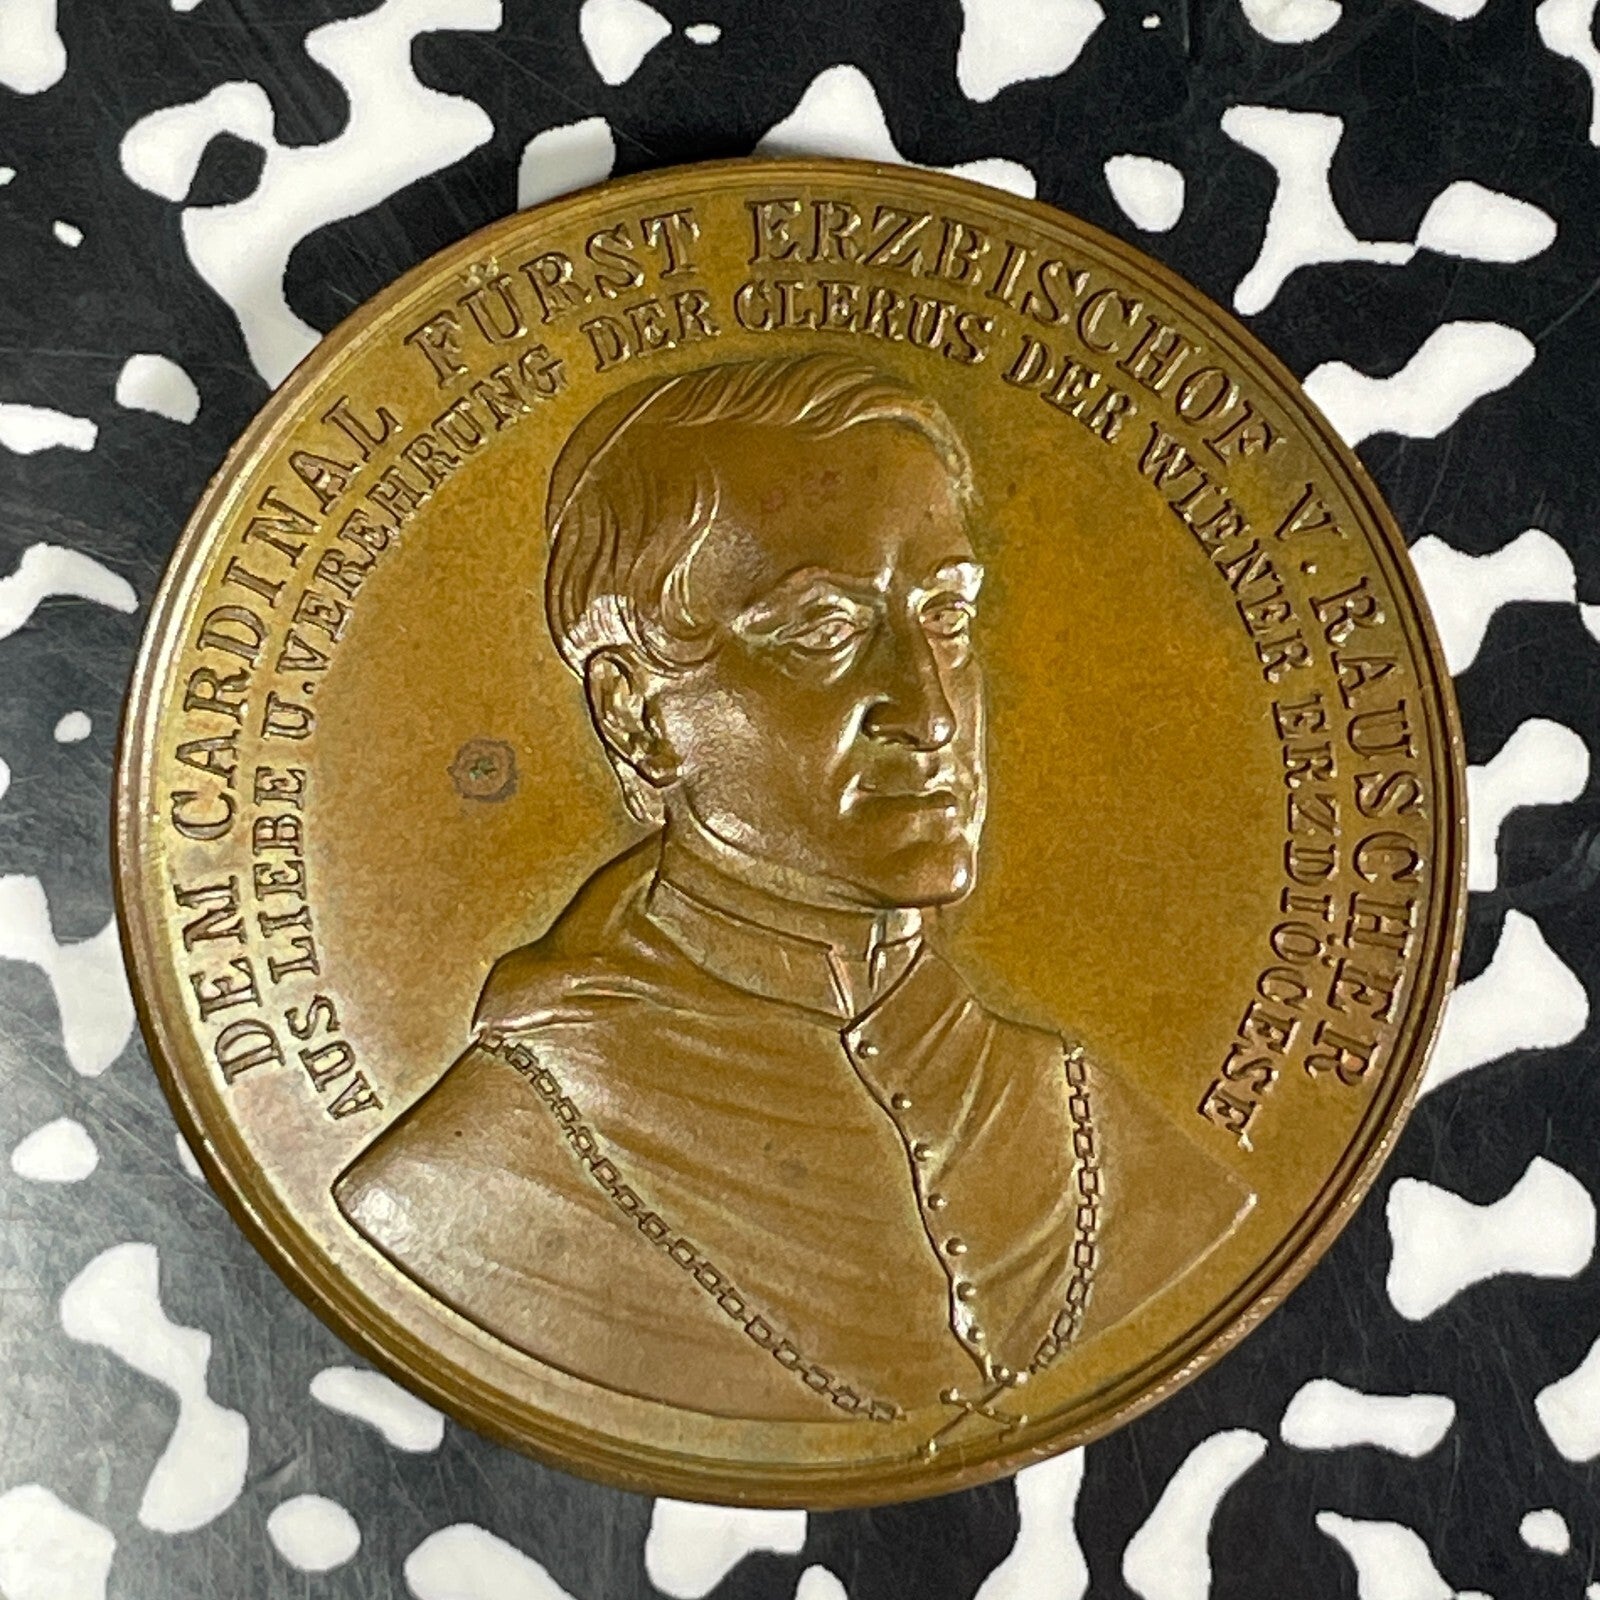 DEM CARDINAL FÜRST ERZBISCHOF V. RAUSCHER
AUS LIEBE U. VEREHRUNG DER CLERUS DER WIENER ERZDIÖCESE